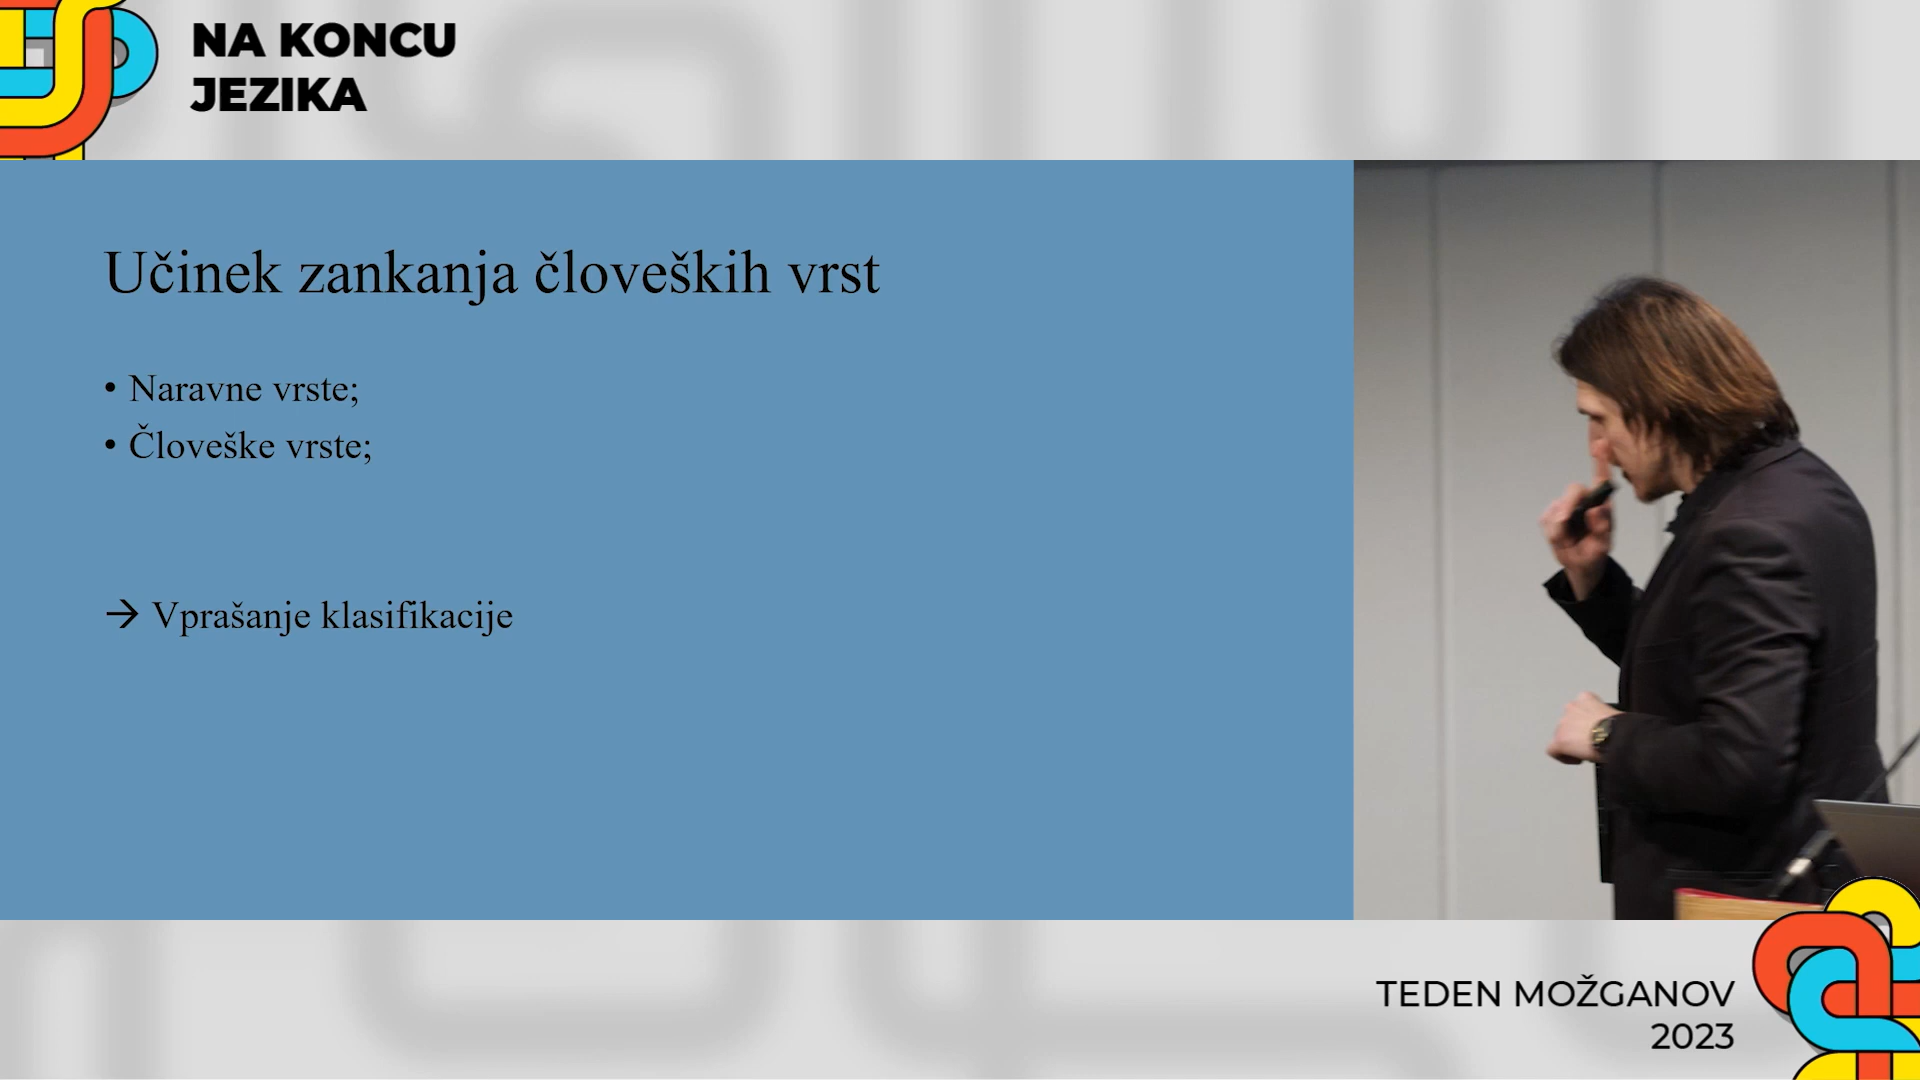 NA KONCU
JEZIKA
Učinek zankanja človeških vrst
• Naravne vrste;
• Človeške vrste;
→ Vprašanje klasifikacije
TEDEN MOŽGANOV
2023